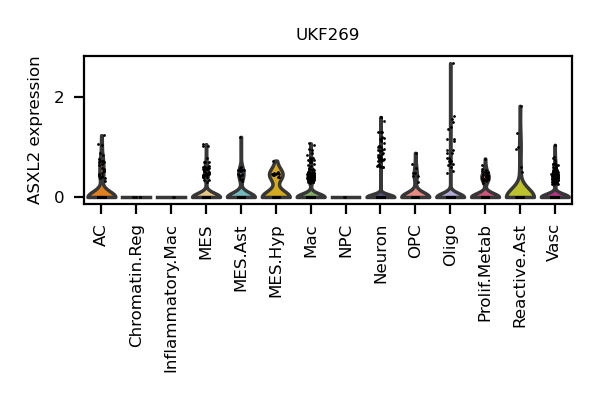 UKF269
ASXL2 expression
2
0
AC
Chromatin.Reg
Inflammatory.Mac
MES
MES.Ast
MES.Hyp
Mac
NPC
Neuron
OPC
Oligo
Prolif.Metab
Reactive.Ast
Vasc